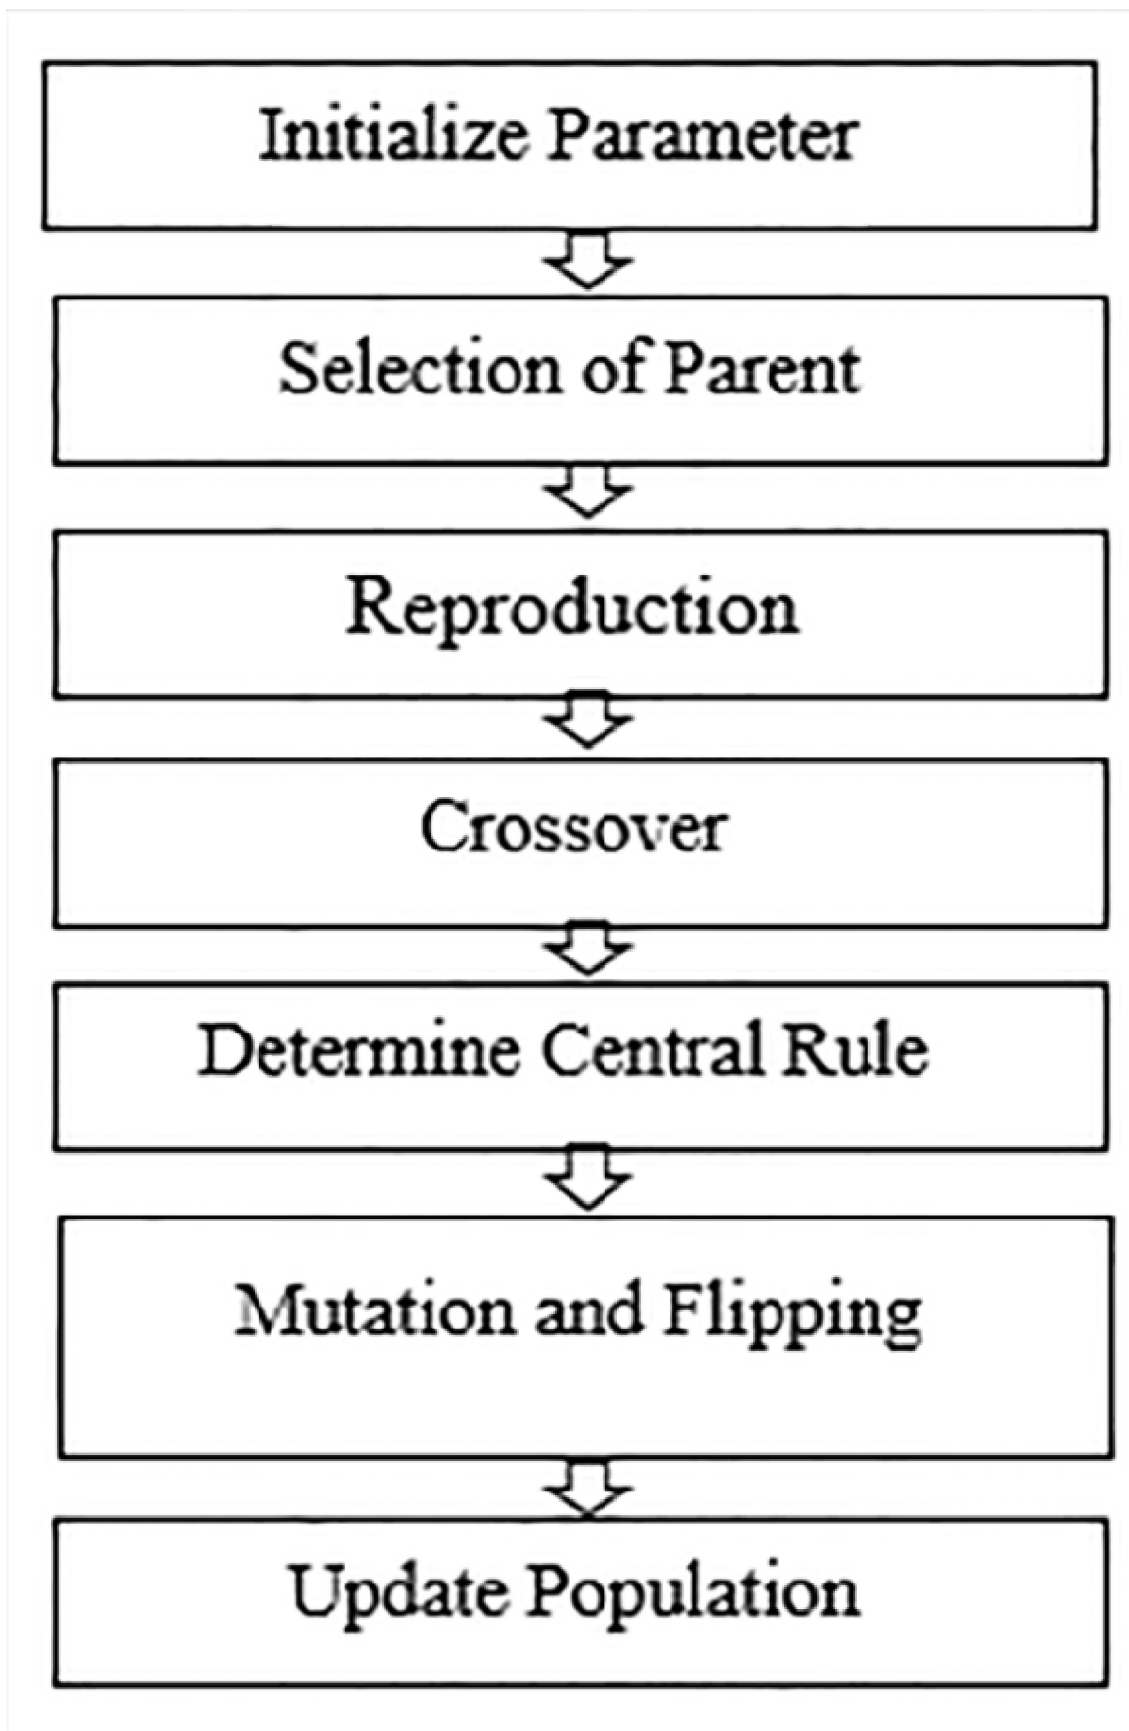 Initialize Parameter
Selection of Parent
Reproduction
Crossover
Determine Central Rule
Mutation and Flipping
Update Population